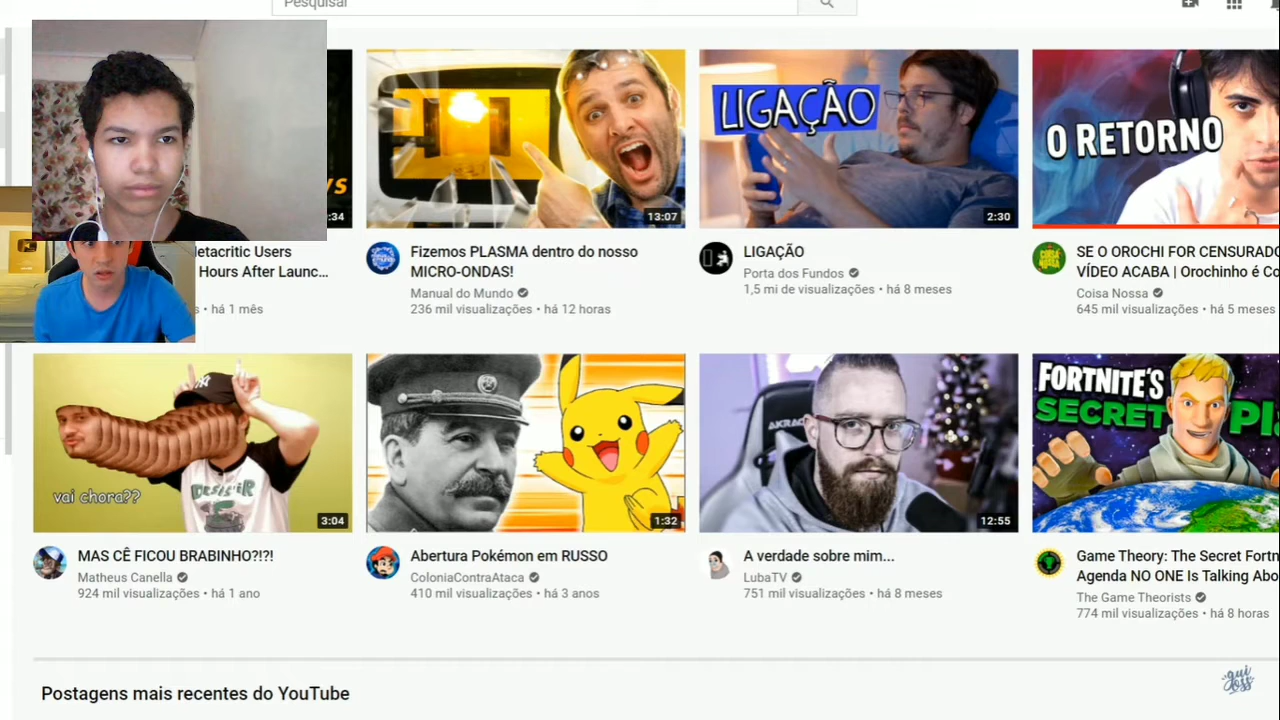 Pesquisar
LIGAÇÃO
O RETORNO
:34
13:07
2:30
etacritic Users
Hours After Launc...
s • há 1 mês
Fizemos PLASMA dentro do nosso
MICRO-ONDAS!
Manual do Mundo
236 mil visualizações • há 12 horas
LIGAÇÃO
Porta dos Fundos
1,5 mi de visualizações • há 8 meses
SE O OROCHI FOR CENSURADO
VÍDEO ACABA | Orochinho é Co
Coisa Nossa
645 mil visualizações • há 5 meses
vai chora??
3:04
1:32
AKRAC
12:55
FORTNITE'S
SECRET PL
MAS CÊ FICOU BRABINHO?!?!
Matheus Canella
924 mil visualizações • há 1 ano
Abertura Pokémon em RUSSO
ColoniaContraAtaca
410 mil visualizações • há 3 anos
A verdade sobre mim...
LubaTV
751 mil visualizações • há 8 meses
Game Theory: The Secret Fortn
Agenda NO ONE Is Talking Abo
The Game Theorists
774 mil visualizações • há 8 horas
Postagens mais recentes do YouTube